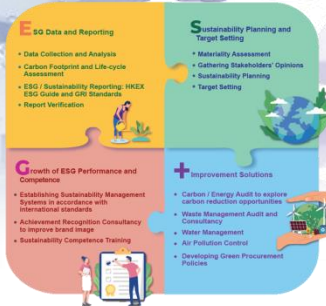 ESG Data and Reporting
• Data Collection and Analysis
• Carbon Footprint and Life-cycle
Assessment
• ESG / Sustainability Reporting: HKEX
ESG Guide and GRI Standards
• Report Verification
Sustainability Planning and
Target Setting
• Materiality Assessment
• Gathering Stakeholders' Opinions
• Sustainability Planning
• Target Setting
Growth of ESG Performance and
Competence
• Establishing Sustainability Management
Systems in accordance with
international standards
• Achievement Recognition Consultancy
to improve brand image
• Sustainability Competence Training
+ Improvement Solutions
• Carbon / Energy Audit to explore
carbon reduction opportunities
• Waste Management Audit and
Consultancy
• Water Management
• Air Pollution Control
• Developing Green Procurement
Policies